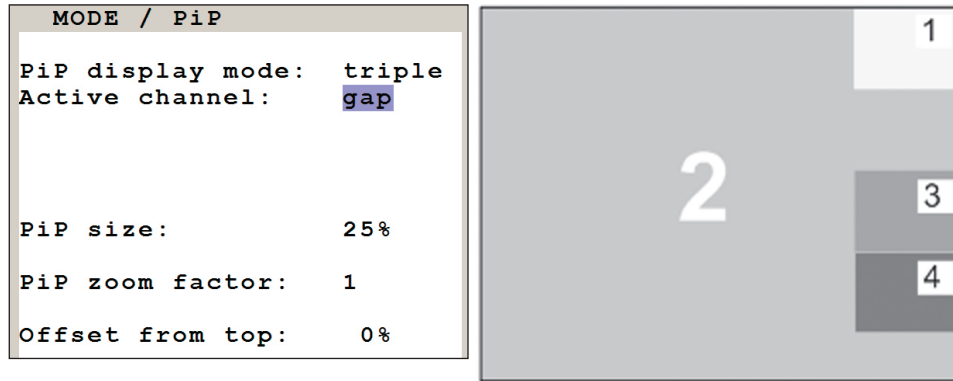 MODE / PiP
PiP display mode: triple
Active channel: gap
PiP size: 25%
PiP zoom factor: 1
Offset from top: 0%
1
2
3
4